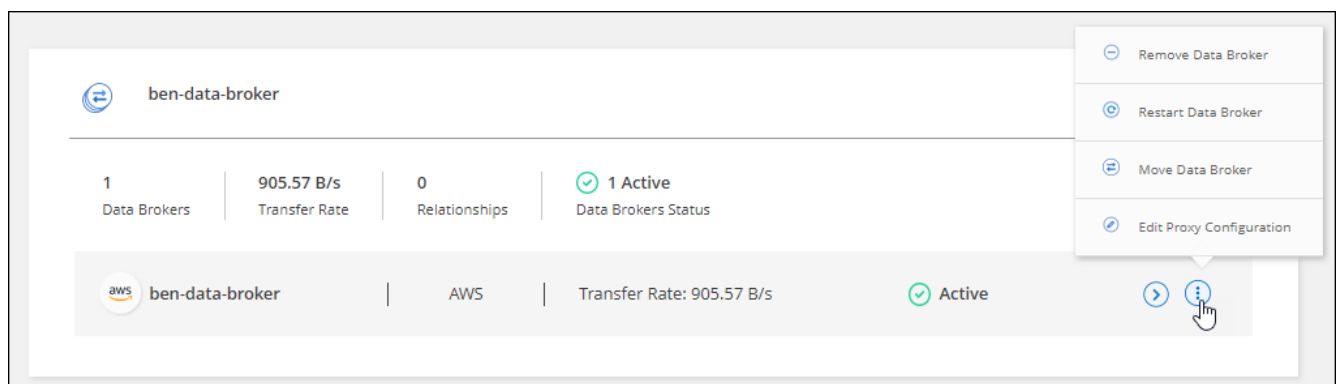 Remove Data Broker
ben-data-broker
Restart Data Broker
Move Data Broker
1
905.57 B/s
0
1 Active
Data Brokers
Transfer Rate
Relationships
Data Brokers Status
Edit Proxy Configuration
aws
ben-data-broker
AWS
Transfer Rate: 905.57 B/s
Active